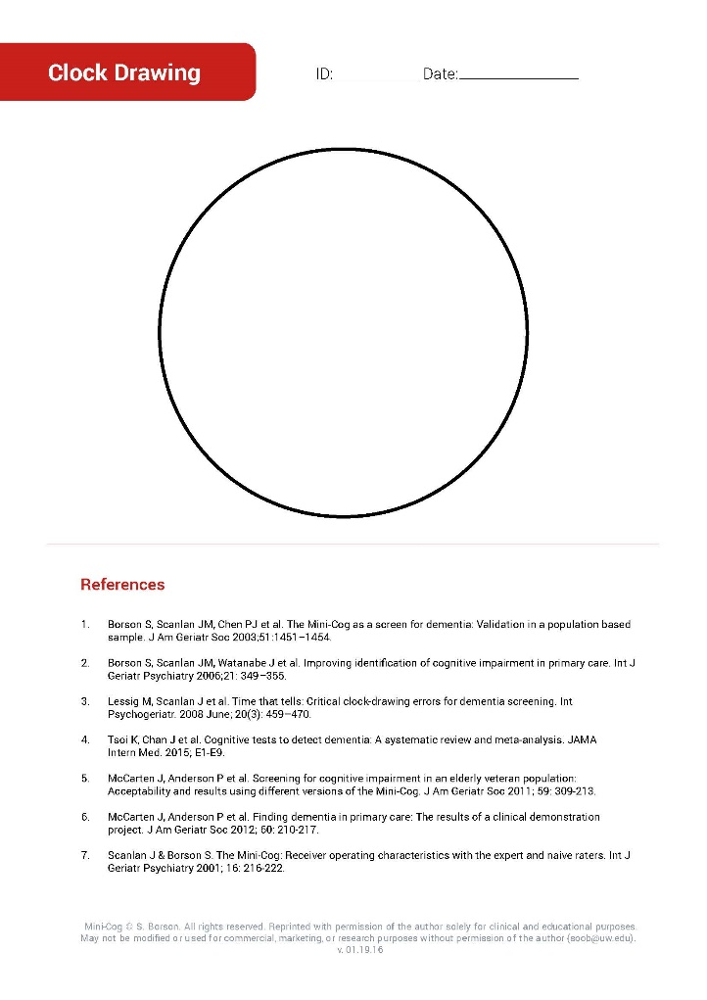 Clock Drawing
ID: Date:
References
1. Borson S, Scanlan JM, Chen PJ et al. The Mini-Cog as a screen for dementia: Validation in a population based
sample. J Am Geriatr Soc 2003;51:1451–1454.
2. Borson S, Scanlan JM, Watanabe J et al. Improving identification of cognitive impairment in primary care. Int J
Geriatr Psychiatry 2006;21: 349–355.
3. Lessig M, Scanlan J et al. Time that tells: Critical clock-drawing errors for dementia screening. Int
Psychogeriatr. 2008 June; 20(3): 459–470.
4. Tsoi K, Chan J et al. Cognitive tests to detect dementia: A systematic review and meta-analysis. JAMA
Intern Med. 2015; E1-E9.
5. McCarten J, Anderson P et al. Screening for cognitive impairment in an elderly veteran population:
Acceptability and results using different versions of the Mini-Cog. J Am Geriatr Soc 2011; 59: 309-213.
6. McCarten J, Anderson P et al. Finding dementia in primary care: The results of a clinical demonstration
project. J Am Geriatr Soc 2012; 60: 210-217.
7. Scanlan J & Borson S. The Mini-Cog: Receiver operating characteristics with the expert and naive raters. Int J
Geriatr Psychiatry 2001; 16: 216-222.
Mini-Cog © S. Borson. All rights reserved. Reprinted with permission of the author solely for clinical and educational purposes.
May not be modified or used for commercial, marketing, or research purposes without permission of the author (soob@uw.edu).
v. 01.19.16